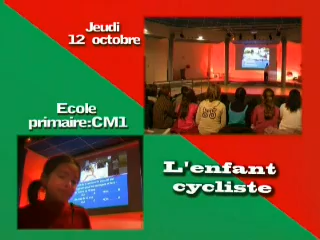 Jeudi
12 octobre
Ecole
primaire:CM1
L'enfant
cycliste